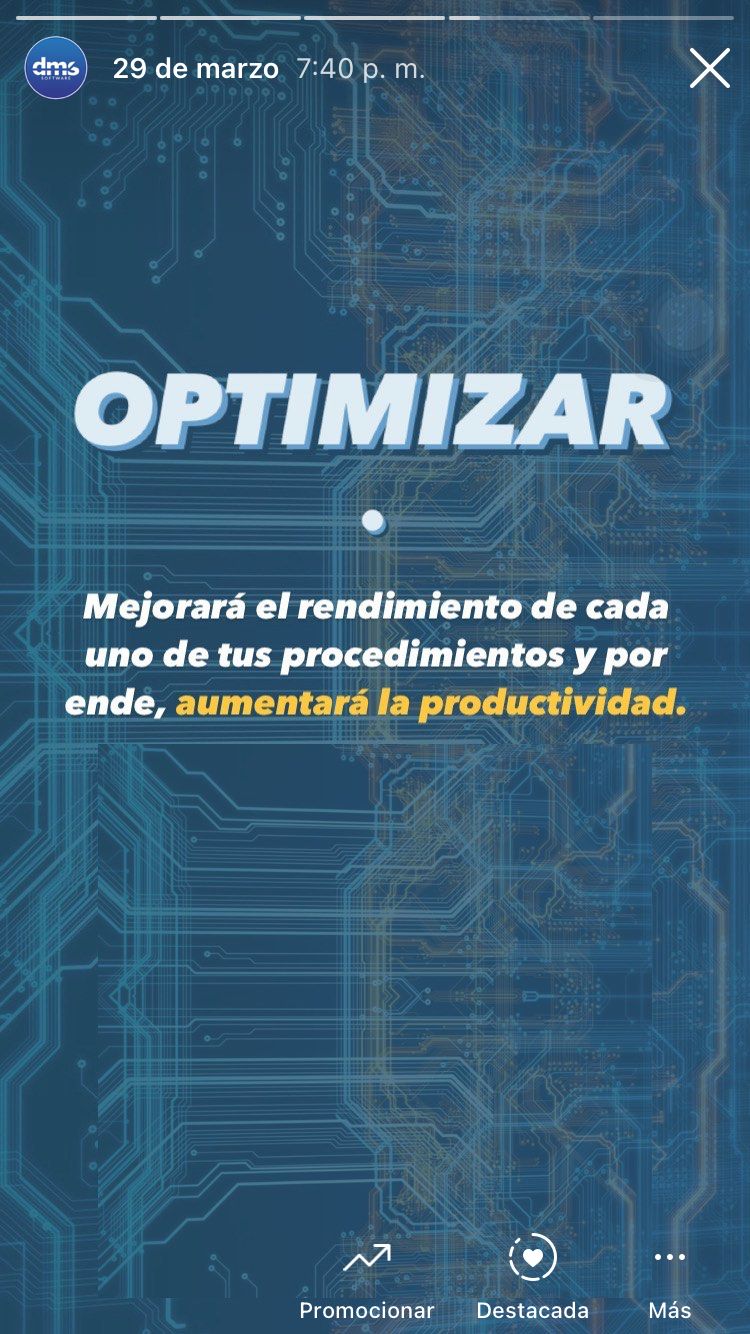 dms
SOFTWARE
29 de marzo 7:40 p. m.
OPTIMIZAR
Mejorará el rendimiento de cada
uno de tus procedimientos y por
ende, aumentará la productividad.
Promocionar Destacada Más